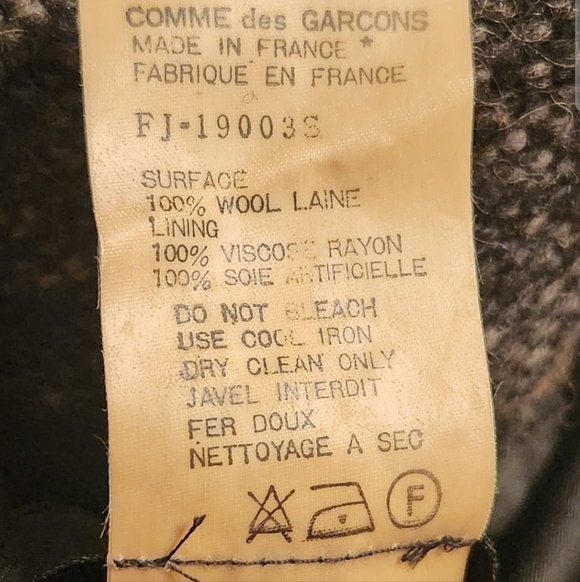 COMME des GARCONS
MADE IN FRANCE *
FABRIQUE EN FRANCE
FJ-19003S
SURFACE
100% WOOL LAINE
LINING
100% VISCOSE RAYON
100% SOIE ARTIFICIELLE
DO NOT BLEACH
USE COOL IRON
DRY CLEAN ONLY
JAVEL INTERDIT
FER DOUX
NETTOYAGE A SEC
F